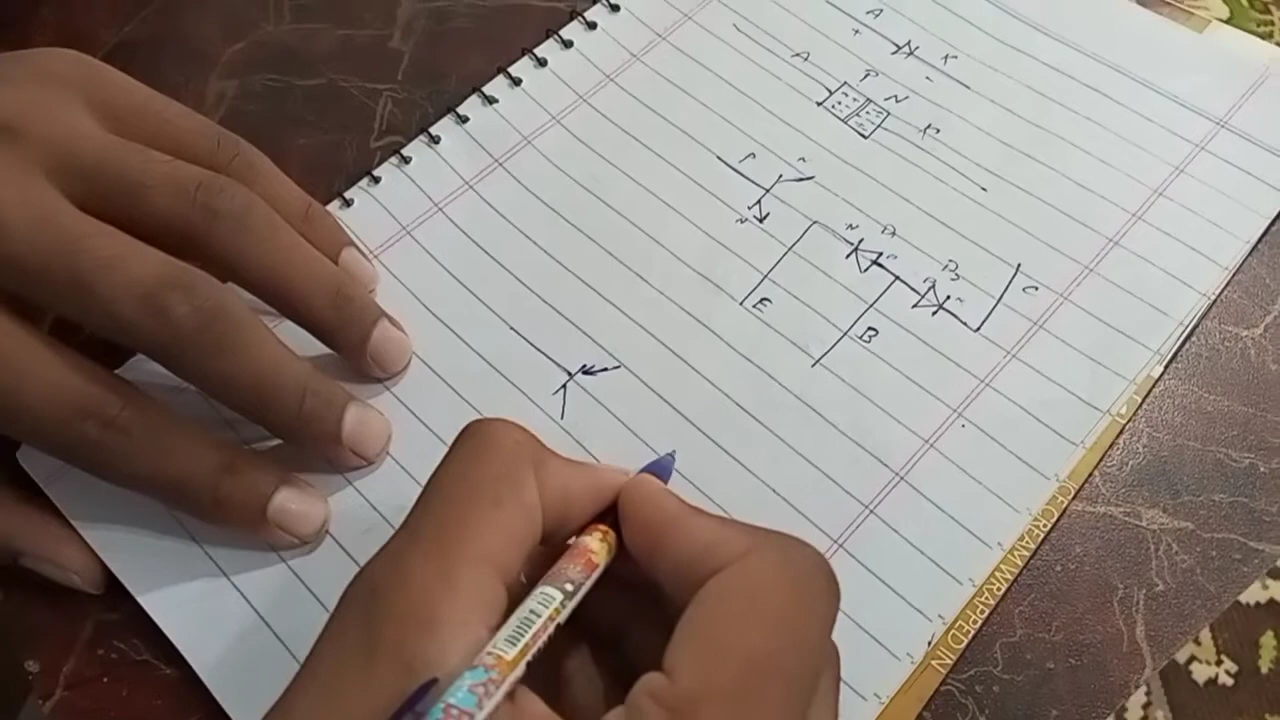 A
+ K
-
A P N
K
P N
N
N D P
D2 P N
C
E
B
ICE CREAM WRAPPED IN